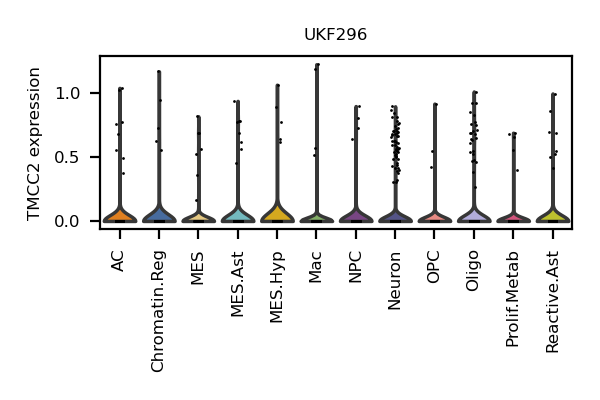 UKF296
TMCC2 expression
1.0
0.5
0.0
AC
Chromatin.Reg
MES
MES.Ast
MES.Hyp
Mac
NPC
Neuron
OPC
Oligo
Prolif.Metab
Reactive.Ast